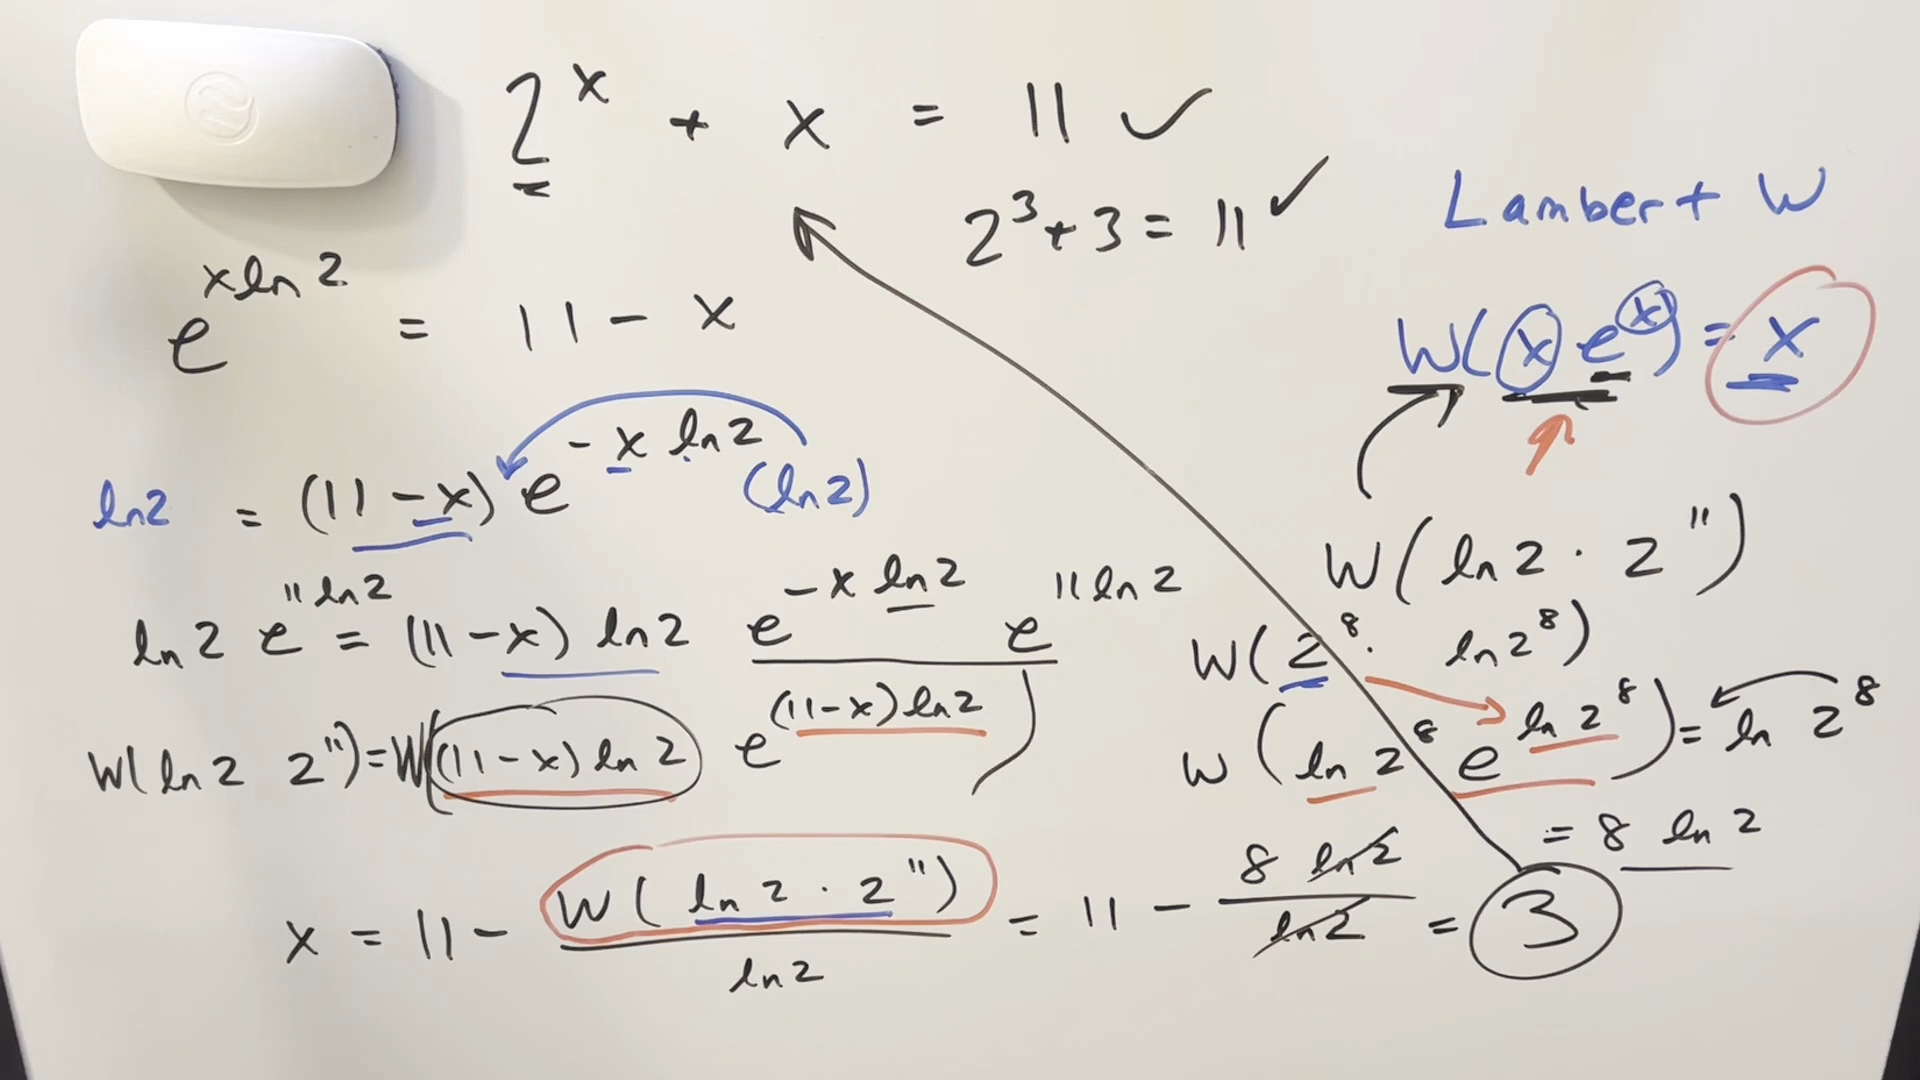 2^x + x = 11 ✓
2^3 + 3 = 11 ✓
e^{x ln 2} = 11 - x
ln2 = (11 - x) e^{-x ln 2} (ln 2)
ln 2 e^{11 ln 2} = (11 - x) ln 2 e^{-x ln 2} e^{11 ln 2}
W(ln 2 2^{11}) = W((11 - x) ln 2 e^{(11-x) ln 2})
x = 11 - W(ln 2 · 2^{11}) / ln 2 = 11 - 8 ln 2 / ln 2 = 3
Lambert W
W(x e^x) = x
W(ln 2 · 2^{11})
W(2^8 · ln 2^8)
W(ln 2^8 e^{ln 2^8}) = ln 2^8
= 8 ln 2